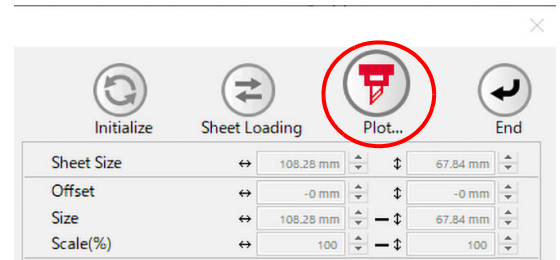 Initialize Sheet Loading Plot... End
Sheet Size 108.28 mm 67.84 mm
Offset -0 mm -0 mm
Size 108.28 mm 67.84 mm
Scale(%) 100 100